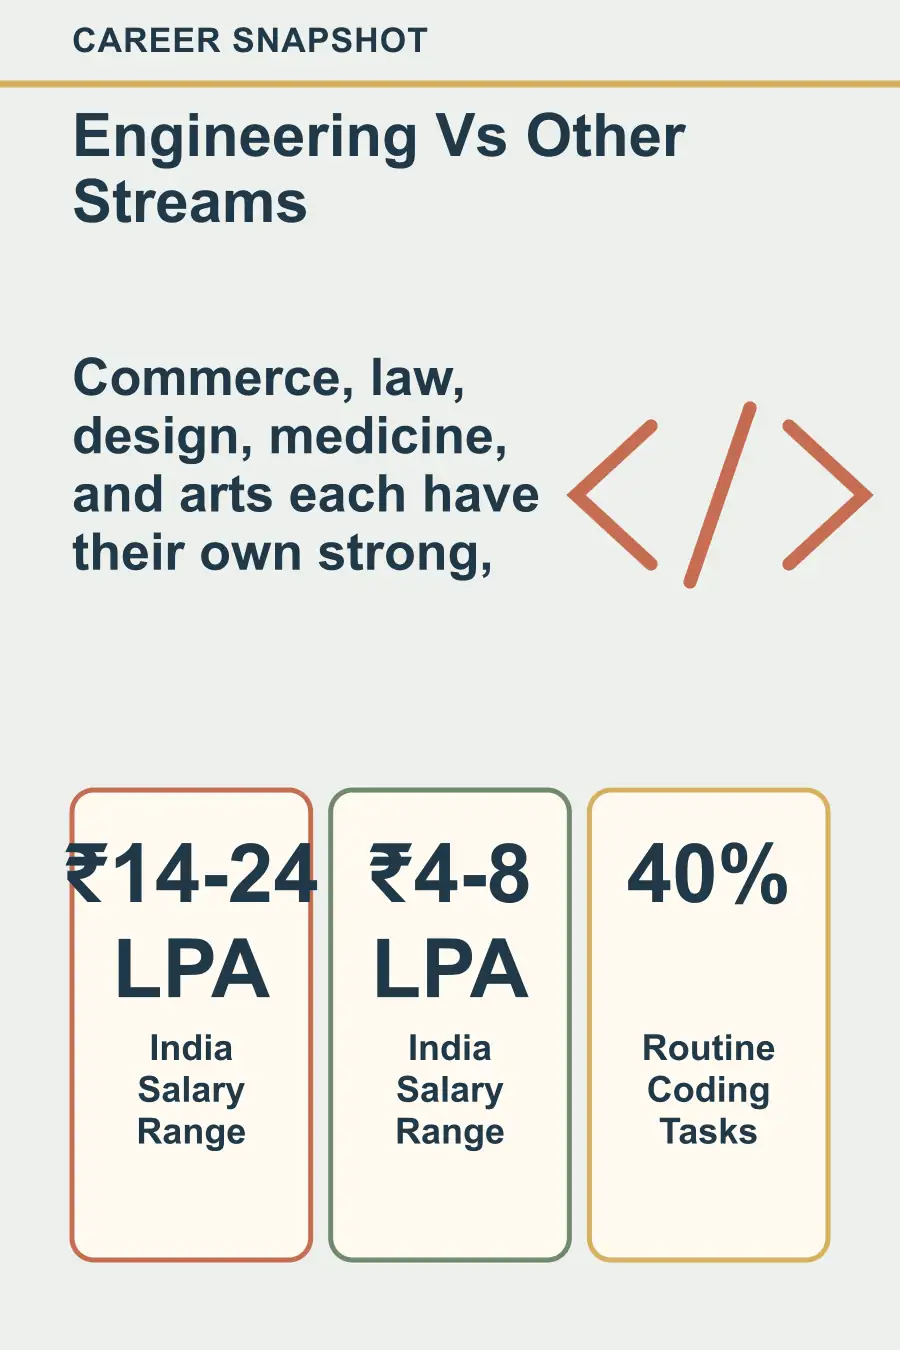 CAREER SNAPSHOT
Engineering Vs Other
Streams
Commerce, law,
design, medicine,
and arts each have
their own strong,
₹14-24
LPA
India
Salary
Range
₹4-8
LPA
India
Salary
Range
40%
Routine
Coding
Tasks